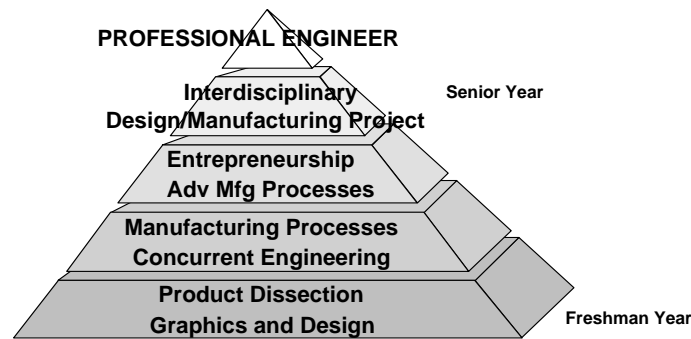 PROFESSIONAL ENGINEER
Interdisciplinary
Senior Year
Design/Manufacturing Project
Entrepreneurship
Adv Mfg Processes
Manufacturing Processes
Concurrent Engineering
Product Dissection
Graphics and Design
Freshman Year